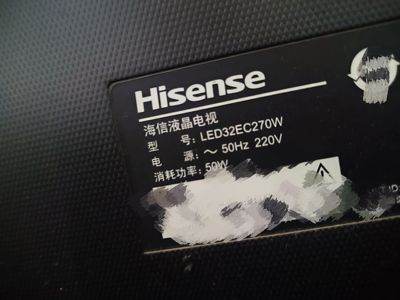 Hisense
海信液晶电视
型 号: LED32EC270W
电 源: ～ 50Hz 220V
消耗功率: 50W